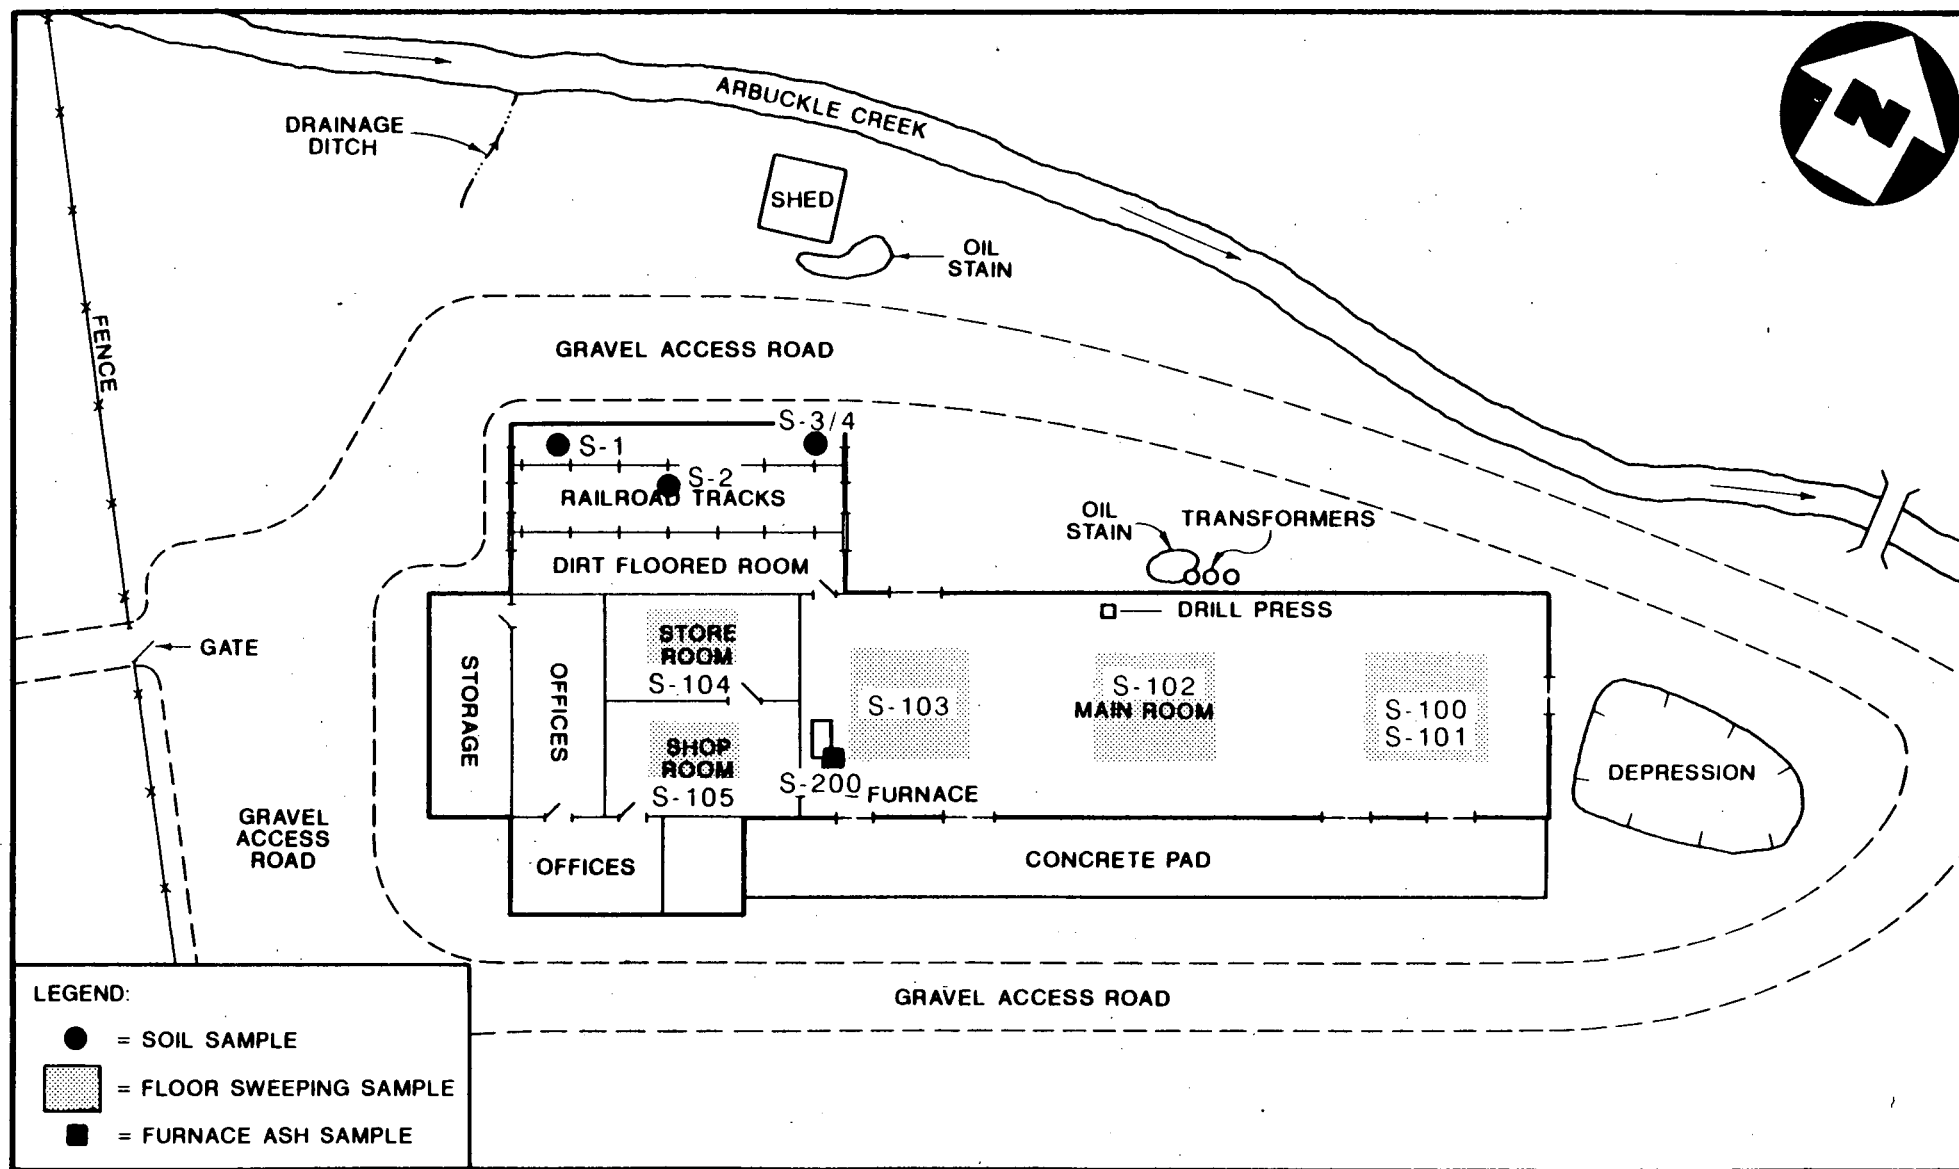 ARBUCKLE CREEK
N
DRAINAGE
DITCH
SHED
OIL
STAIN
FENCE
GRAVEL ACCESS ROAD
S-3/4
S-1
S-2
RAILROAD TRACKS
OIL
STAIN
TRANSFORMERS
DIRT FLOORED ROOM
DRILL PRESS
GATE
STORAGE
OFFICES
STORE
ROOM
S-104
S-103
S-102
MAIN ROOM
S-100
S-101
SHOP
ROOM
S-105
S-200
FURNACE
DEPRESSION
GRAVEL
ACCESS
ROAD
OFFICES
CONCRETE PAD
GRAVEL ACCESS ROAD
LEGEND:
= SOIL SAMPLE
= FLOOR SWEEPING SAMPLE
= FURNACE ASH SAMPLE